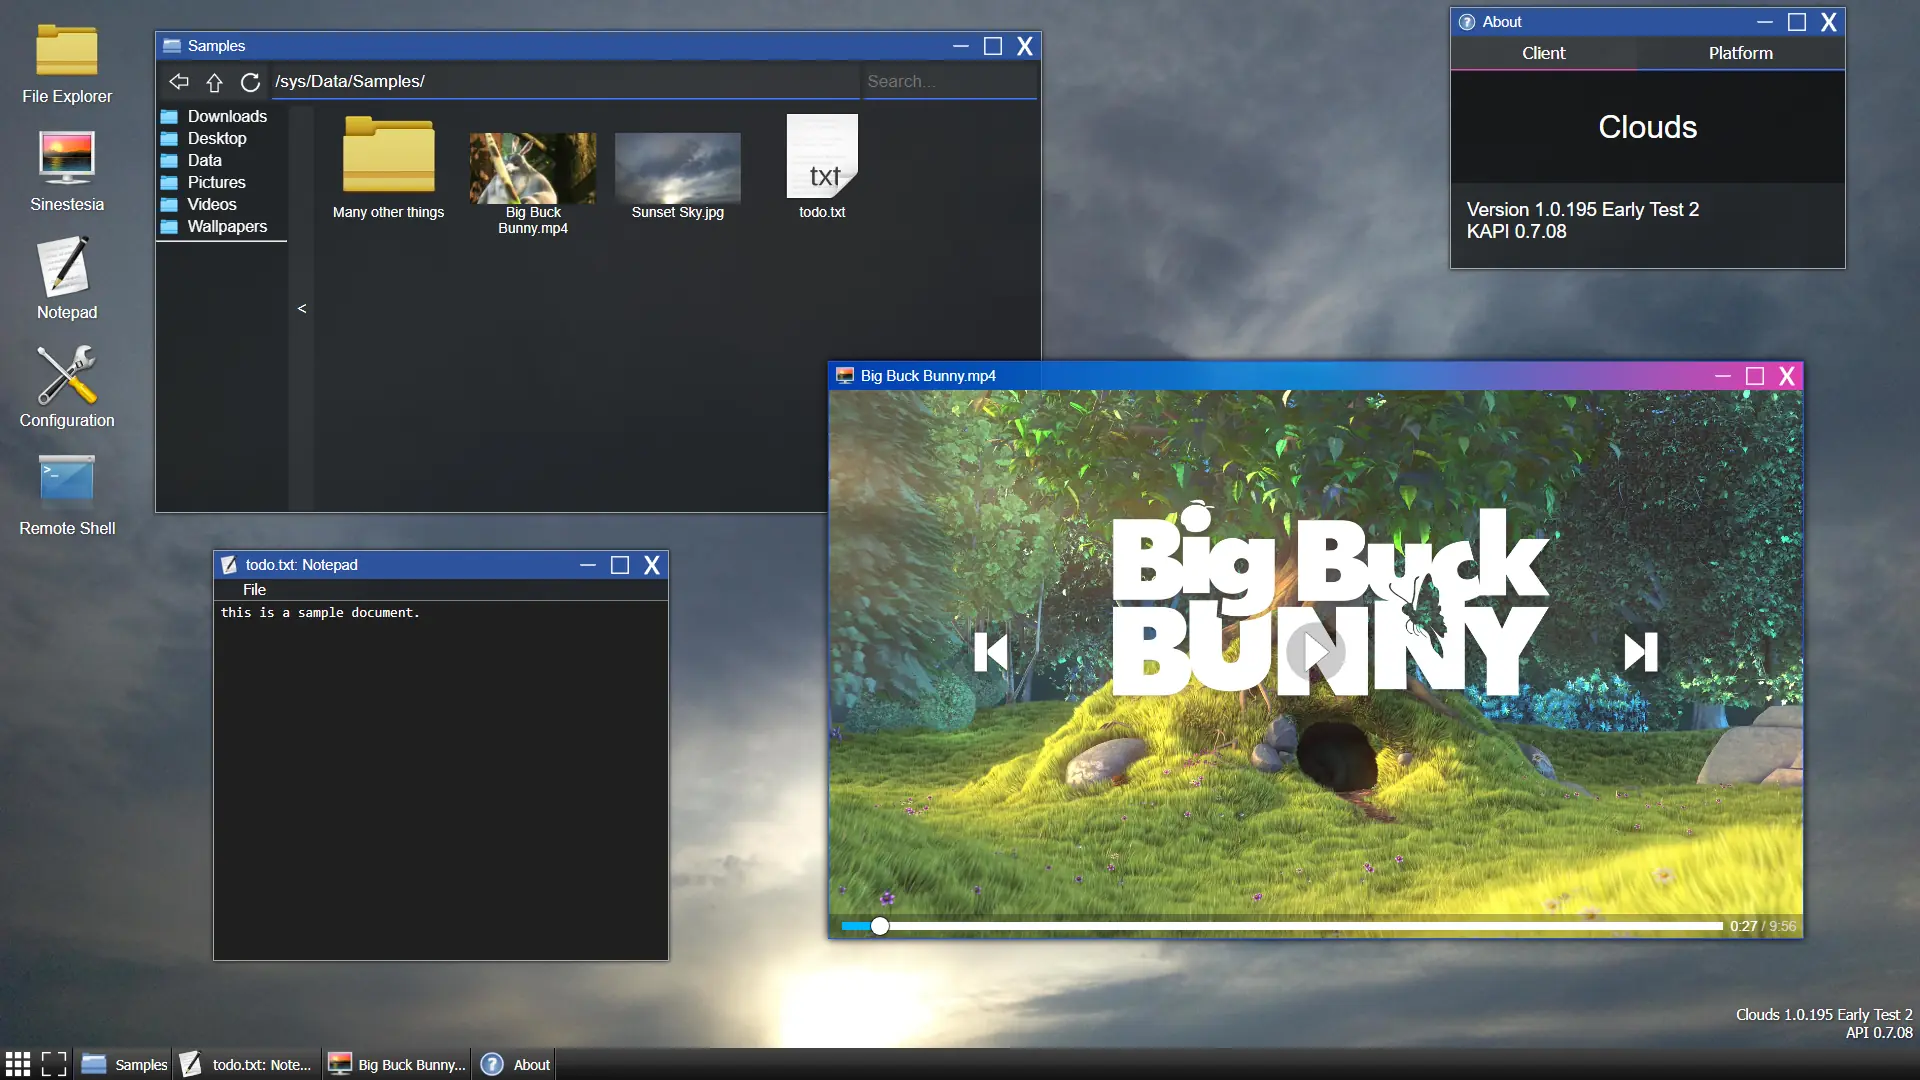 File Explorer
Sinestesia
Notepad
Configuration
>_
Remote Shell
Samples
X
/sys/Data/Samples/
Search...
Downloads
Desktop
Data
Pictures
Videos
Wallpapers
<
Many other things
Big Buck
Bunny.mp4
Sunset Sky.jpg
txt
todo.txt
? About
X
Client Platform
Clouds
Version 1.0.195 Early Test 2
KAPI 0.7.08
todo.txt: Notepad
X
File
this is a sample document.
Big Buck Bunny.mp4
X
Big Buck
BUNNY
0:27 / 9:56
Clouds 1.0.195 Early Test 2
API 0.7.08
Samples
todo.txt: Note...
Big Buck Bunny...
? About